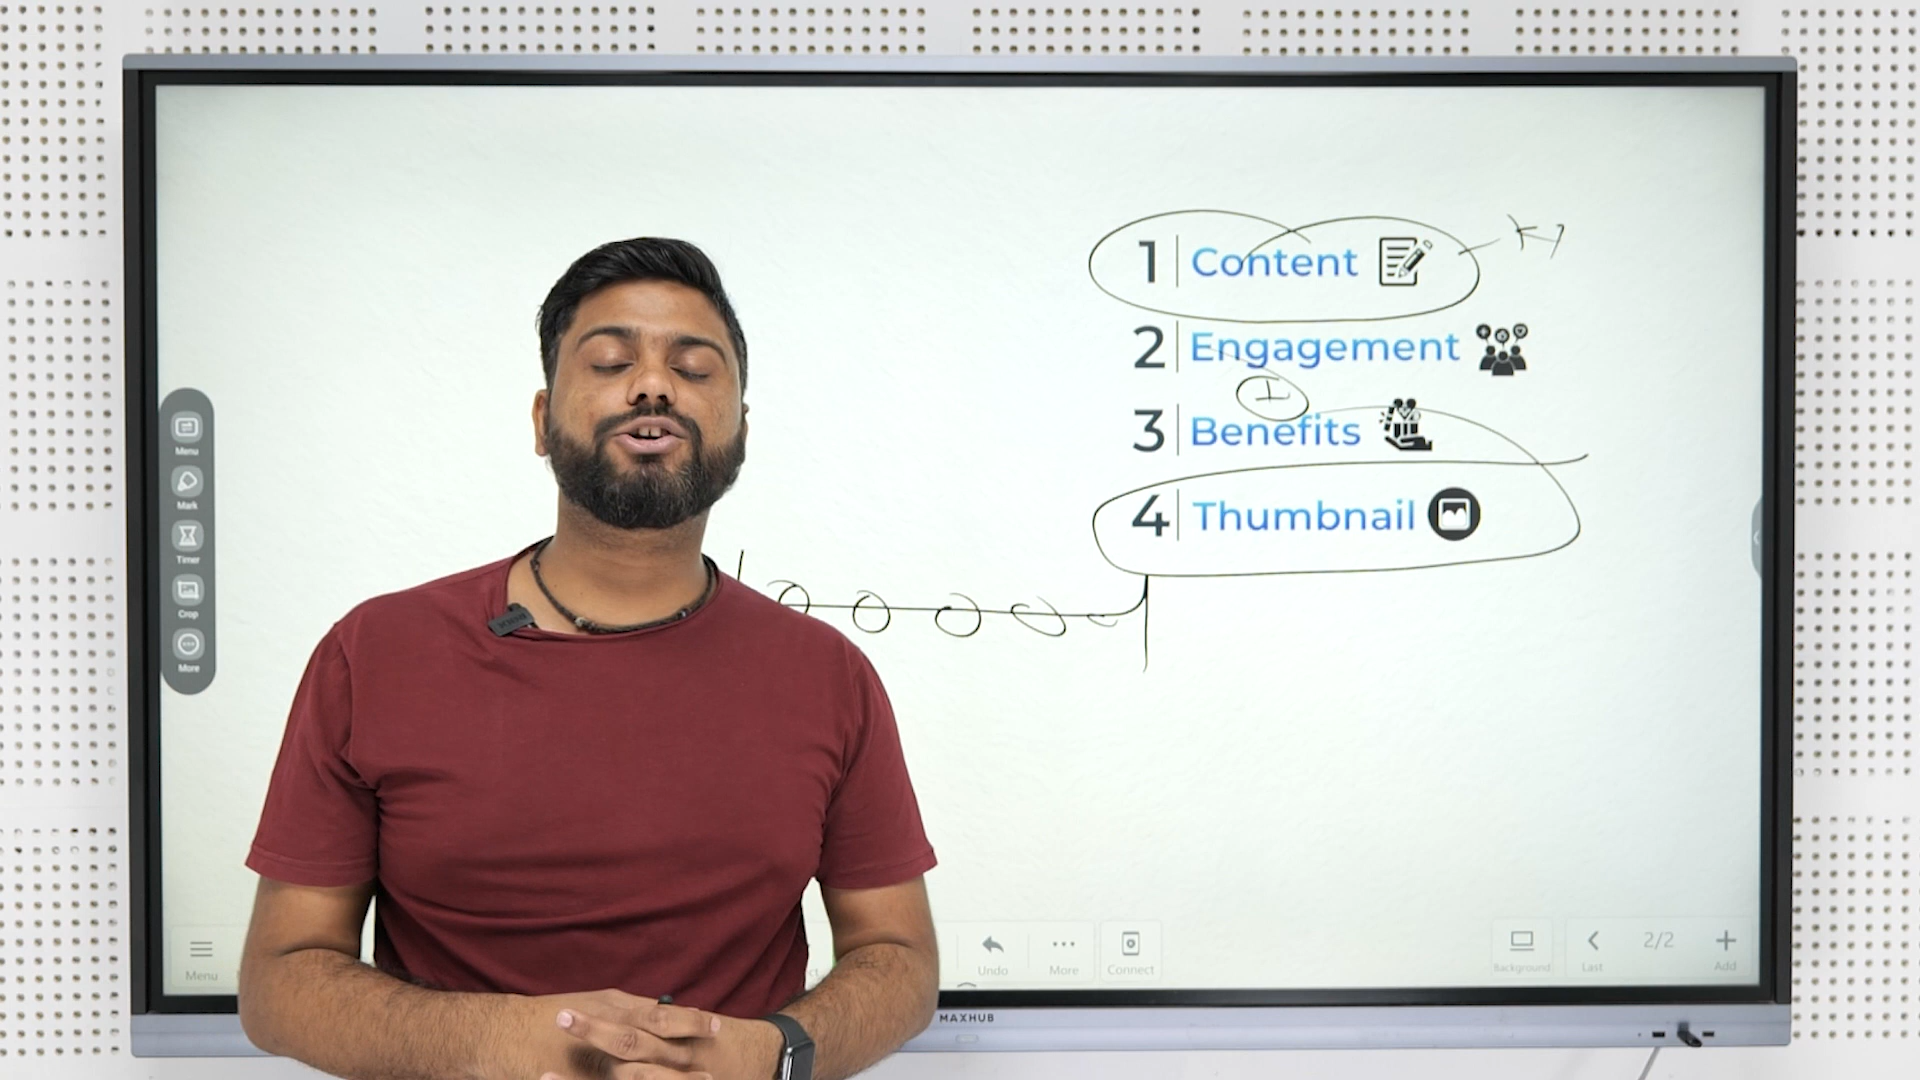 1 Content
2 Engagement
I
3 Benefits
4 Thumbnail
Menu
Mark
Timer
Crop
More
Menu
Undo
More
Connect
Background
Last
2/2
Add
MAXHUB